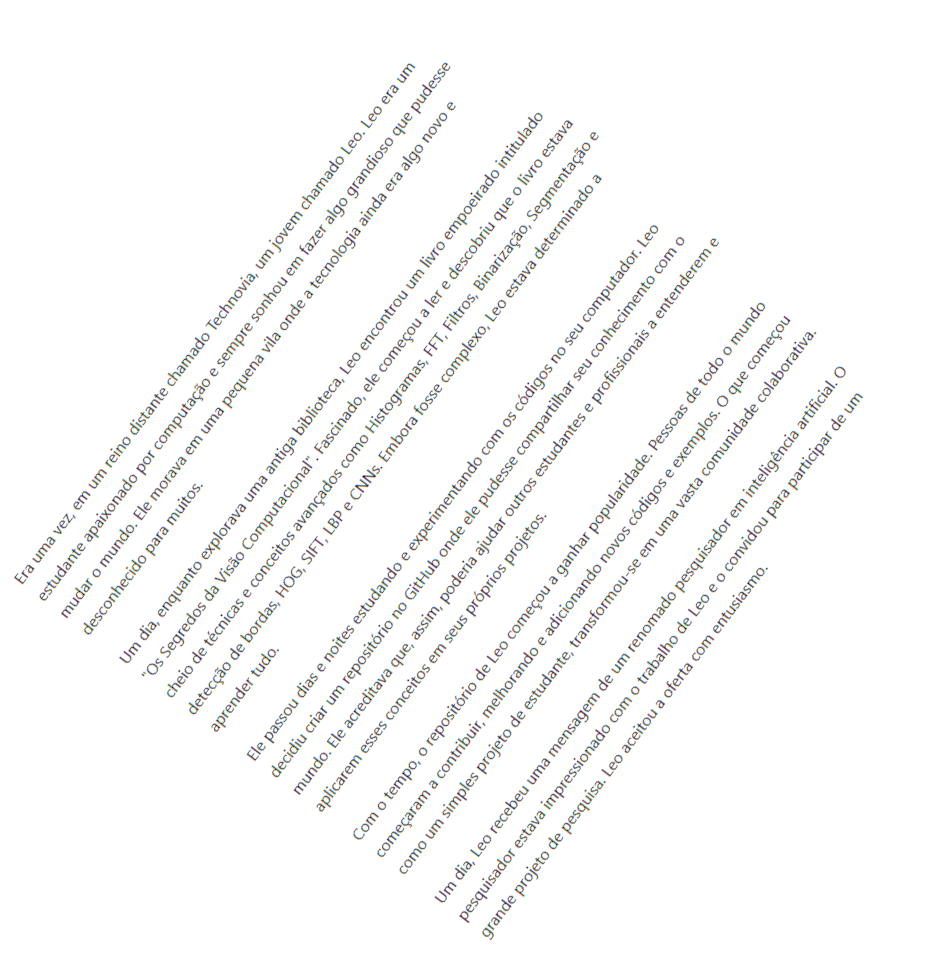 Era uma vez, em um reino distante chamado Technovia, um jovem chamado Leo. Leo era um
estudante apaixonado por computação e sempre sonhou em fazer algo grandioso que pudesse
mudar o mundo. Ele morava em uma pequena vila onde a tecnologia ainda era algo novo e
desconhecido para muitos.
Um dia, enquanto explorava uma antiga biblioteca, Leo encontrou um livro empoeirado intitulado
"Os Segredos da Visão Computacional". Fascinado, ele começou a ler e descobriu que o livro estava
cheio de técnicas e conceitos avançados como Histogramas, FFT, Filtros, Binarização, Segmentação e
detecção de bordas, HOG, SIFT, LBP e CNNs. Embora fosse complexo, Leo estava determinado a
aprender tudo.
Ele passou dias e noites estudando e experimentando com os códigos no seu computador. Leo
decidiu criar um repositório no GitHub onde ele pudesse compartilhar seu conhecimento com o
mundo. Ele acreditava que, assim, poderia ajudar outros estudantes e profissionais a entenderem e
aplicarem esses conceitos em seus próprios projetos.
Com o tempo, o repositório de Leo começou a ganhar popularidade. Pessoas de todo o mundo
começaram a contribuir, melhorando e adicionando novos códigos e exemplos. O que começou
como um simples projeto de estudante, transformou-se em uma vasta comunidade colaborativa.
Um dia, Leo recebeu uma mensagem de um renomado pesquisador em inteligência artificial. O
pesquisador estava impressionado com o trabalho de Leo e o convidou para participar de um
grande projeto de pesquisa. Leo aceitou a oferta com entusiasmo.